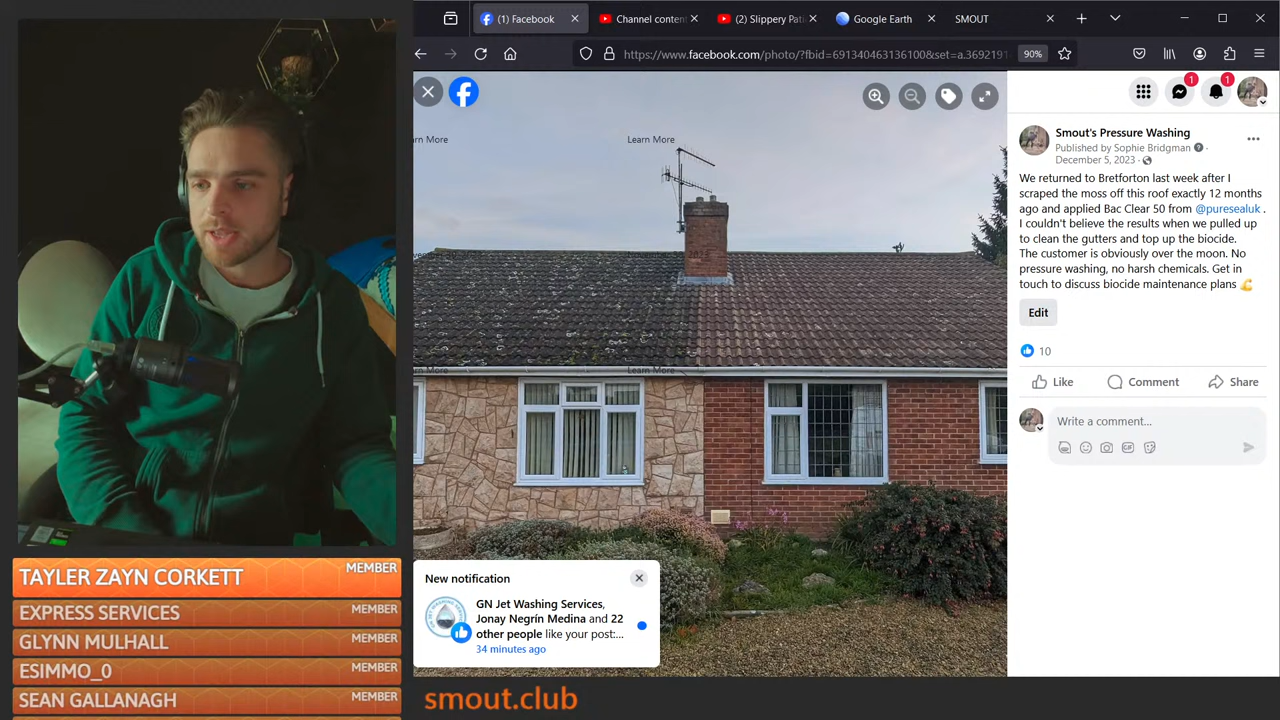 (1) Facebook
Channel conten
(2) Slippery Pati
Google Earth
SMOUT
https://www.facebook.com/photo/?fbid=691340463136100&set=a.3692191
90%
Learn More
Learn More
Learn More
1
1
Smout's Pressure Washing
Published by Sophie Bridgman
December 5, 2023
We returned to Bretforton last week after I
scraped the moss off this roof exactly 12 months
ago and applied Bac Clear 50 from @puresealuk .
I couldn't believe the results when we pulled up
to clean the gutters and top up the biocide.
The customer is obviously over the moon. No
pressure washing, no harsh chemicals. Get in
touch to discuss biocide maintenance plans 💪
Edit
10
Like
Comment
Share
Write a comment...
New notification
GN Jet Washing Services,
Jonay Negrín Medina and 22
other people like your post:...
34 minutes ago
TAYLER ZAYN CORKETT
MEMBER
EXPRESS SERVICES
MEMBER
GLYNN MULHALL
MEMBER
ESIMMO_0
MEMBER
SEAN GALLANAGH
MEMBER
smout.club